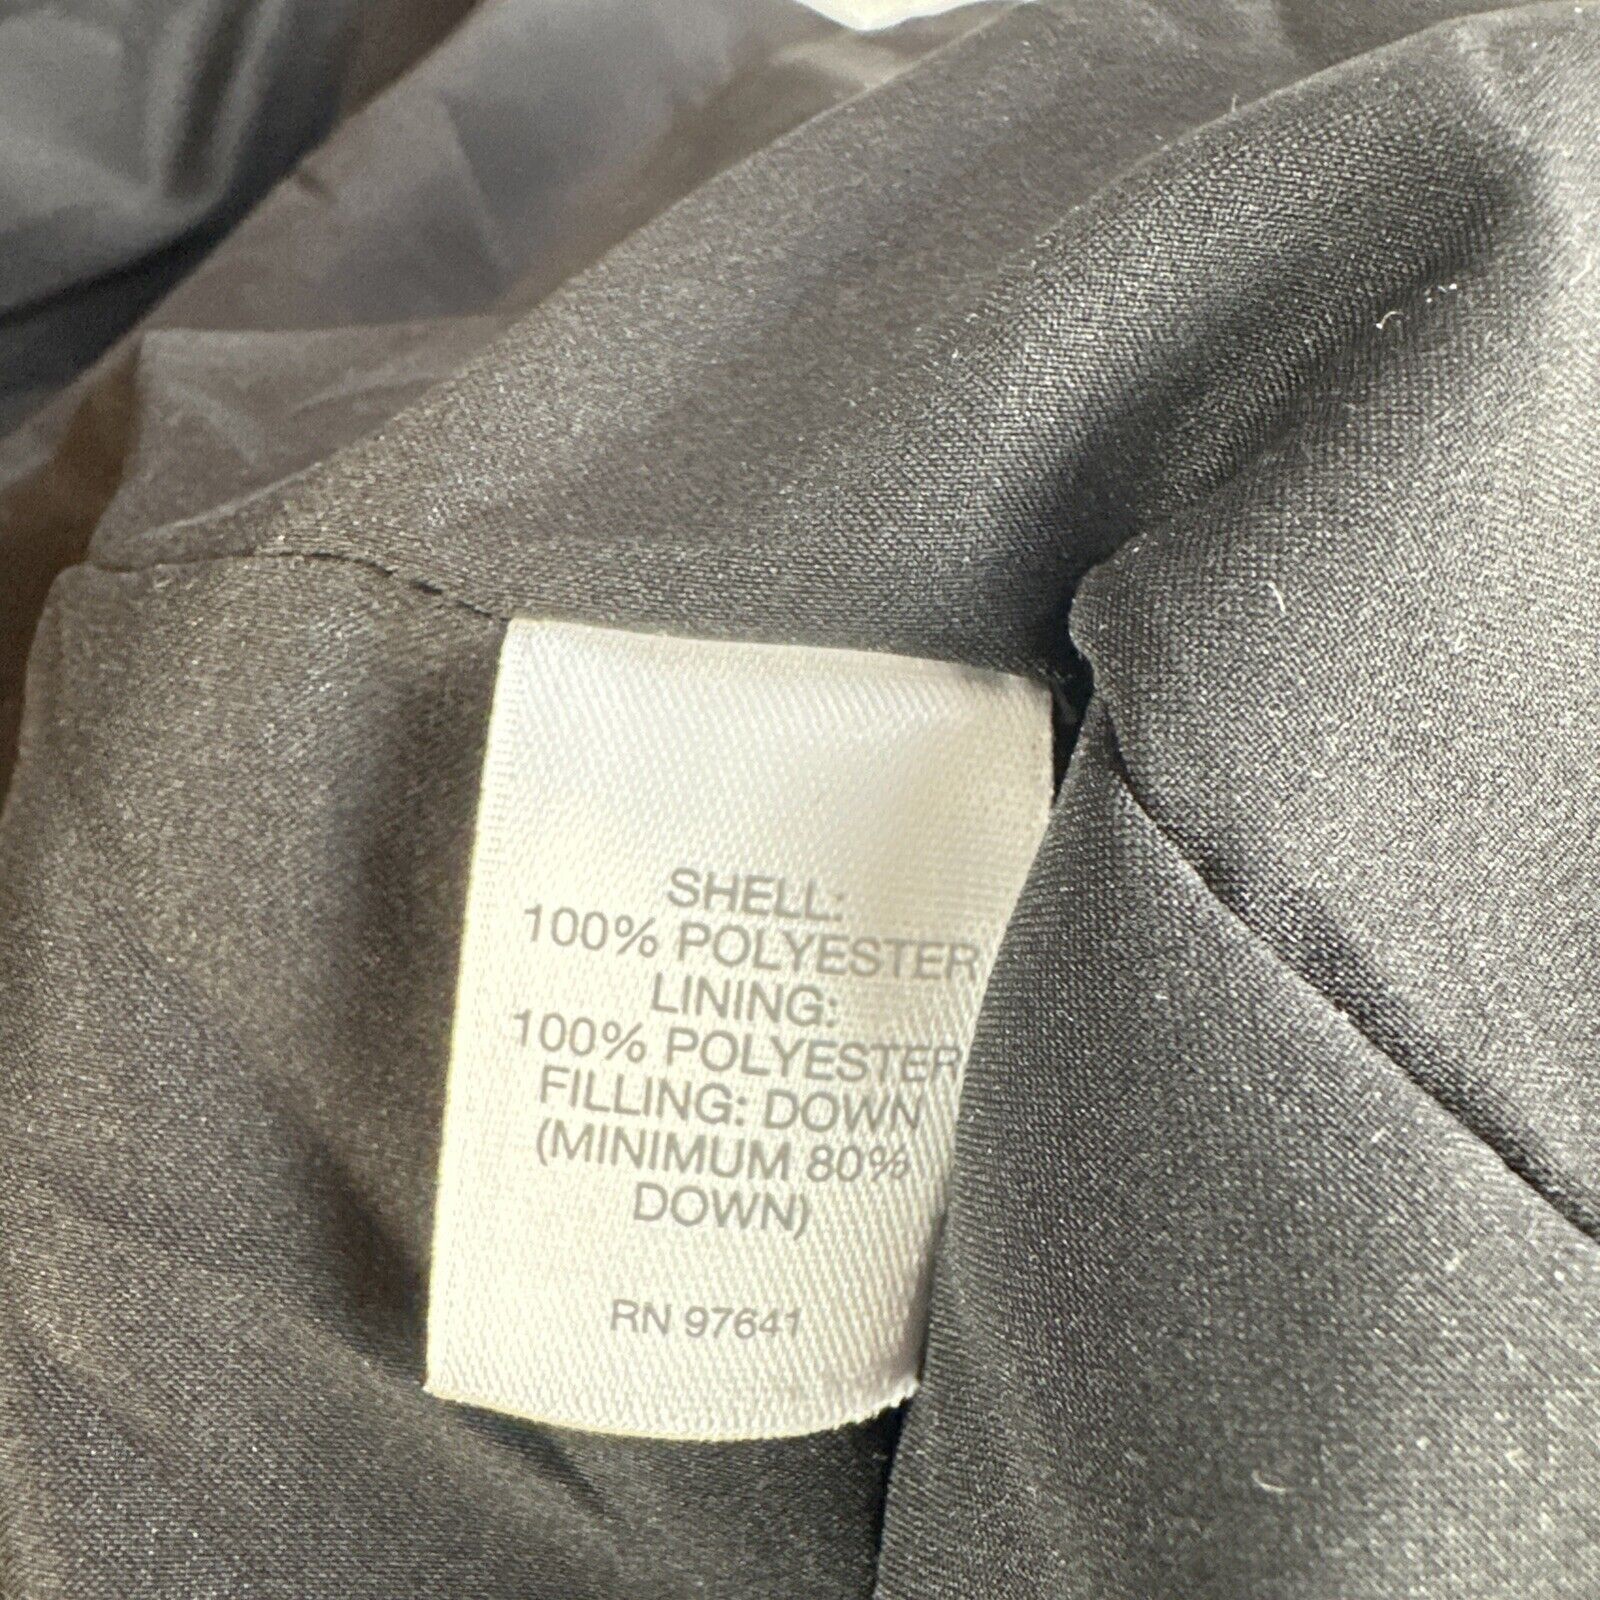 SHELL:
100% POLYESTER
LINING:
100% POLYESTER
FILLING: DOWN
(MINIMUM 80%
DOWN)
RN 97641